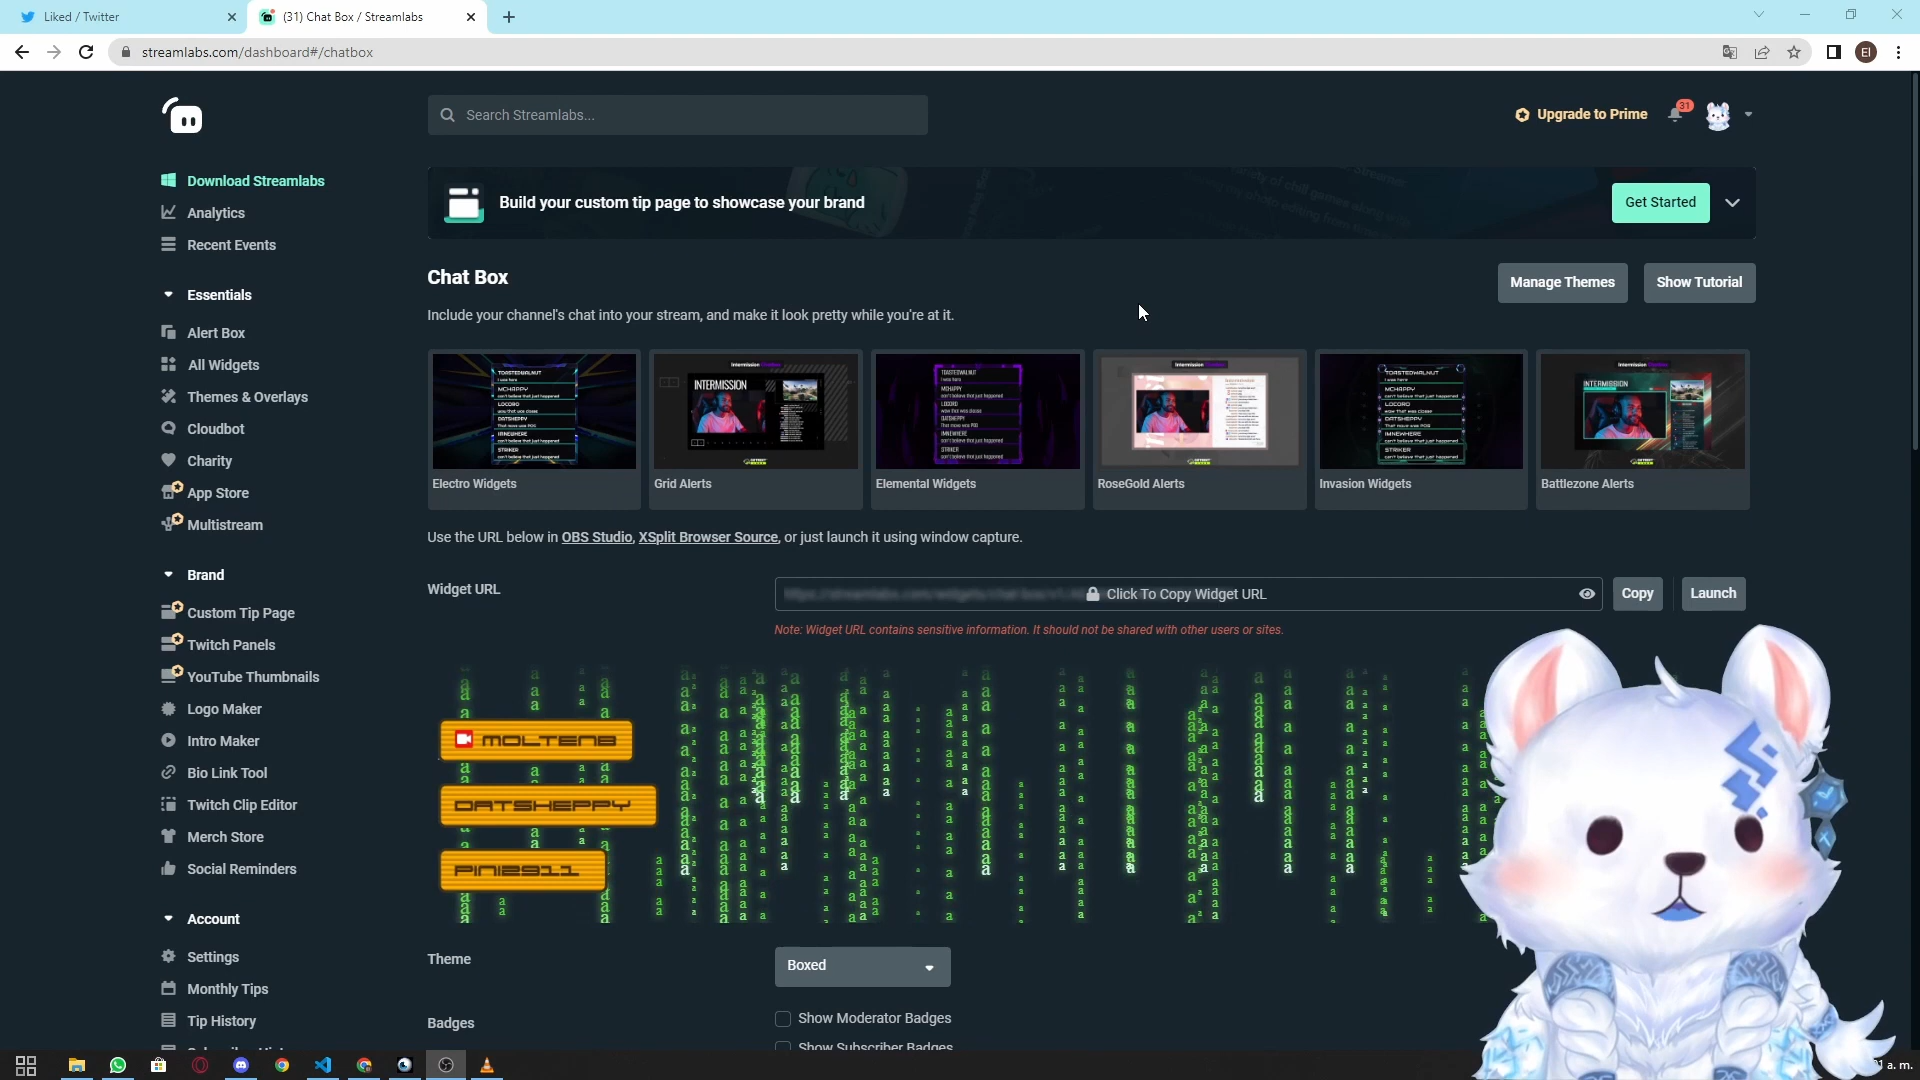 Liked / Twitter
(31) Chat Box / Streamlabs
streamlabs.com/dashboard#/chatbox
EI
Search Streamlabs...
Upgrade to Prime
31
Download Streamlabs
Analytics
Recent Events
Essentials
Alert Box
All Widgets
Themes & Overlays
Cloudbot
Charity
App Store
Multistream
Brand
Custom Tip Page
Twitch Panels
YouTube Thumbnails
Logo Maker
Intro Maker
Bio Link Tool
Twitch Clip Editor
Merch Store
Social Reminders
Account
Settings
Monthly Tips
Tip History
Build your custom tip page to showcase your brand
Get Started
Chat Box
Manage Themes
Show Tutorial
Include your channel's chat into your stream, and make it look pretty while you're at it.
Electro Widgets
Grid Alerts
Elemental Widgets
RoseGold Alerts
Invasion Widgets
Battlezone Alerts
Use the URL below in OBS Studio, XSplit Browser Source, or just launch it using window capture.
Widget URL
Click To Copy Widget URL
Copy
Launch
Note: Widget URL contains sensitive information. It should not be shared with other users or sites.
DATSHEPPY
Theme
Boxed
Badges
Show Moderator Badges
Show Subscriber Badges
a. m.